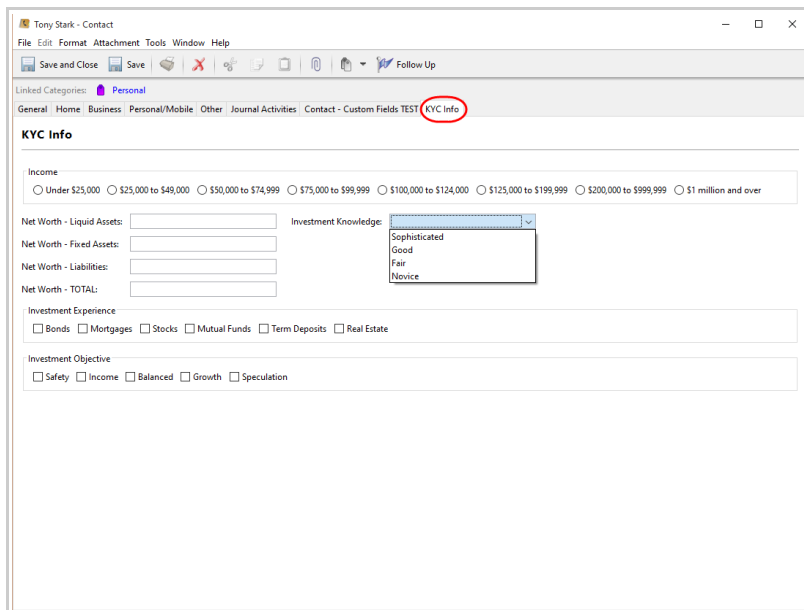 Tony Stark - Contact
File Edit Format Attachment Tools Window Help
Save and Close Save Follow Up
Linked Categories: Personal
General Home Business Personal/Mobile Other Journal Activities Contact - Custom Fields TEST KYC Info
KYC Info
Income
Under $25,000 $25,000 to $49,000 $50,000 to $74,999 $75,000 to $99,999 $100,000 to $124,000 $125,000 to $199,999 $200,000 to $999,999 $1 million and over
Net Worth - Liquid Assets: Investment Knowledge:
Sophisticated
Net Worth - Fixed Assets:
Good
Fair
Net Worth - Liabilities:
Novice
Net Worth - TOTAL:
Investment Experience
Bonds Mortgages Stocks Mutual Funds Term Deposits Real Estate
Investment Objective
Safety Income Balanced Growth Speculation